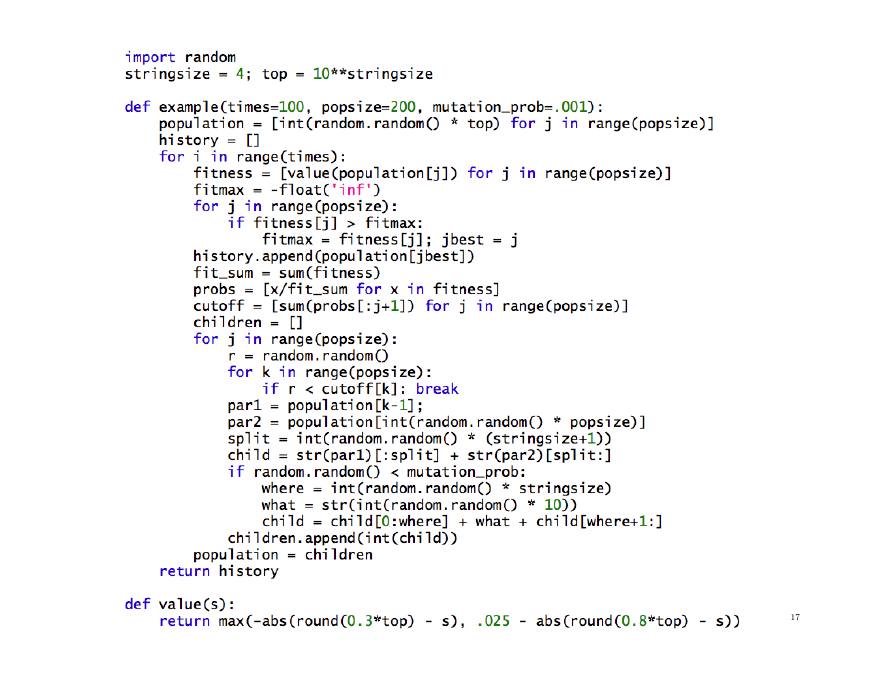 import random
stringsize = 4; top = 10**stringsize

def example(times=100, popsize=200, mutation_prob=.001):
    population = [int(random.random() * top) for j in range(popsize)]
    history = []
    for i in range(times):
        fitness = [value(population[j]) for j in range(popsize)]
        fitmax = -float('inf')
        for j in range(popsize):
            if fitness[j] > fitmax:
                fitmax = fitness[j]; jbest = j
        history.append(population[jbest])
        fit_sum = sum(fitness)
        probs = [x/fit_sum for x in fitness]
        cutoff = [sum(probs[:j+1]) for j in range(popsize)]
        children = []
        for j in range(popsize):
            r = random.random()
            for k in range(popsize):
                if r < cutoff[k]: break
            par1 = population[k-1];
            par2 = population[int(random.random() * popsize)]
            split = int(random.random() * (stringsize+1))
            child = str(par1)[:split] + str(par2)[split:]
            if random.random() < mutation_prob:
                where = int(random.random() * stringsize)
                what = str(int(random.random() * 10))
                child = child[0:where] + what + child[where+1:]
            children.append(int(child))
        population = children
    return history

def value(s):
    return max(-abs(round(0.3*top) - s), .025 - abs(round(0.8*top) - s))
17